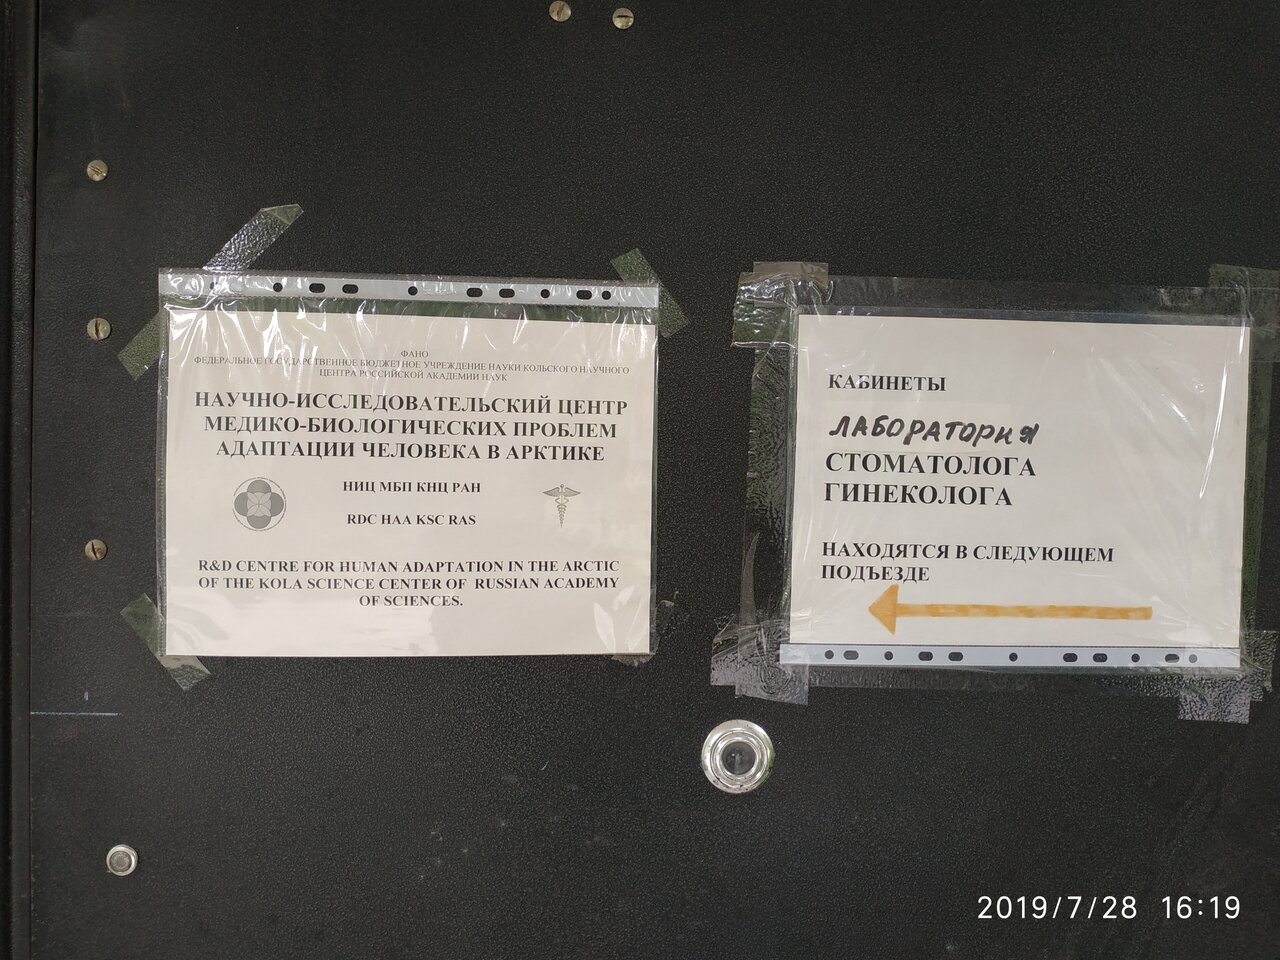 ФАНО
ФЕДЕРАЛЬНОЕ ГОСУДАРСТВЕННОЕ БЮДЖЕТНОЕ УЧРЕЖДЕНИЕ НАУКИ КОЛЬСКОГО НАУЧНОГО
ЦЕНТРА РОССИЙСКОЙ АКАДЕМИИ НАУК
НАУЧНО-ИССЛЕДОВАТЕЛЬСКИЙ ЦЕНТР
МЕДИКО-БИОЛОГИЧЕСКИХ ПРОБЛЕМ
АДАПТАЦИИ ЧЕЛОВЕКА В АРКТИКЕ
НИЦ МБП КНЦ РАН
RDC HAA KSC RAS
R&D CENTRE FOR HUMAN ADAPTATION IN THE ARCTIC
OF THE KOLA SCIENCE CENTER OF RUSSIAN ACADEMY
OF SCIENCES.
КАБИНЕТЫ
ЛАБОРАТОРИЯ
СТОМАТОЛОГА
ГИНЕКОЛОГА
НАХОДЯТСЯ В СЛЕДУЮЩЕМ
ПОДЪЕЗДЕ
2019/7/28 16:19